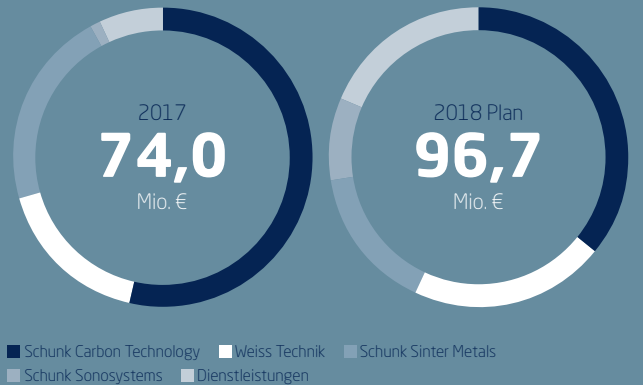 2017
74,0
Mio. €
2018 Plan
96,7
Mio. €
Schunk Carbon Technology Weiss Technik Schunk Sinter Metals
Schunk Sonosystems Dienstleistungen